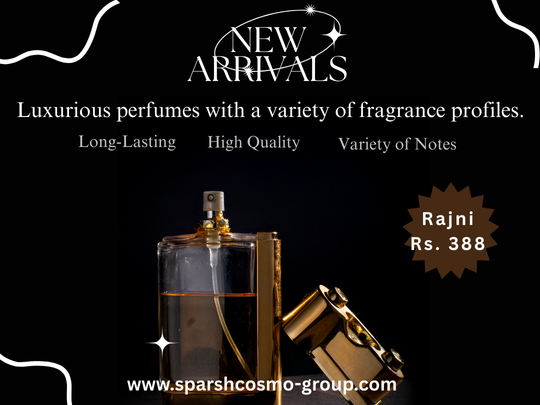 NEW
ARRIVALS
Luxurious perfumes with a variety of fragrance profiles.
Long-Lasting High Quality Variety of Notes
Rajni
Rs. 388
www.sparshcosmo-group.com